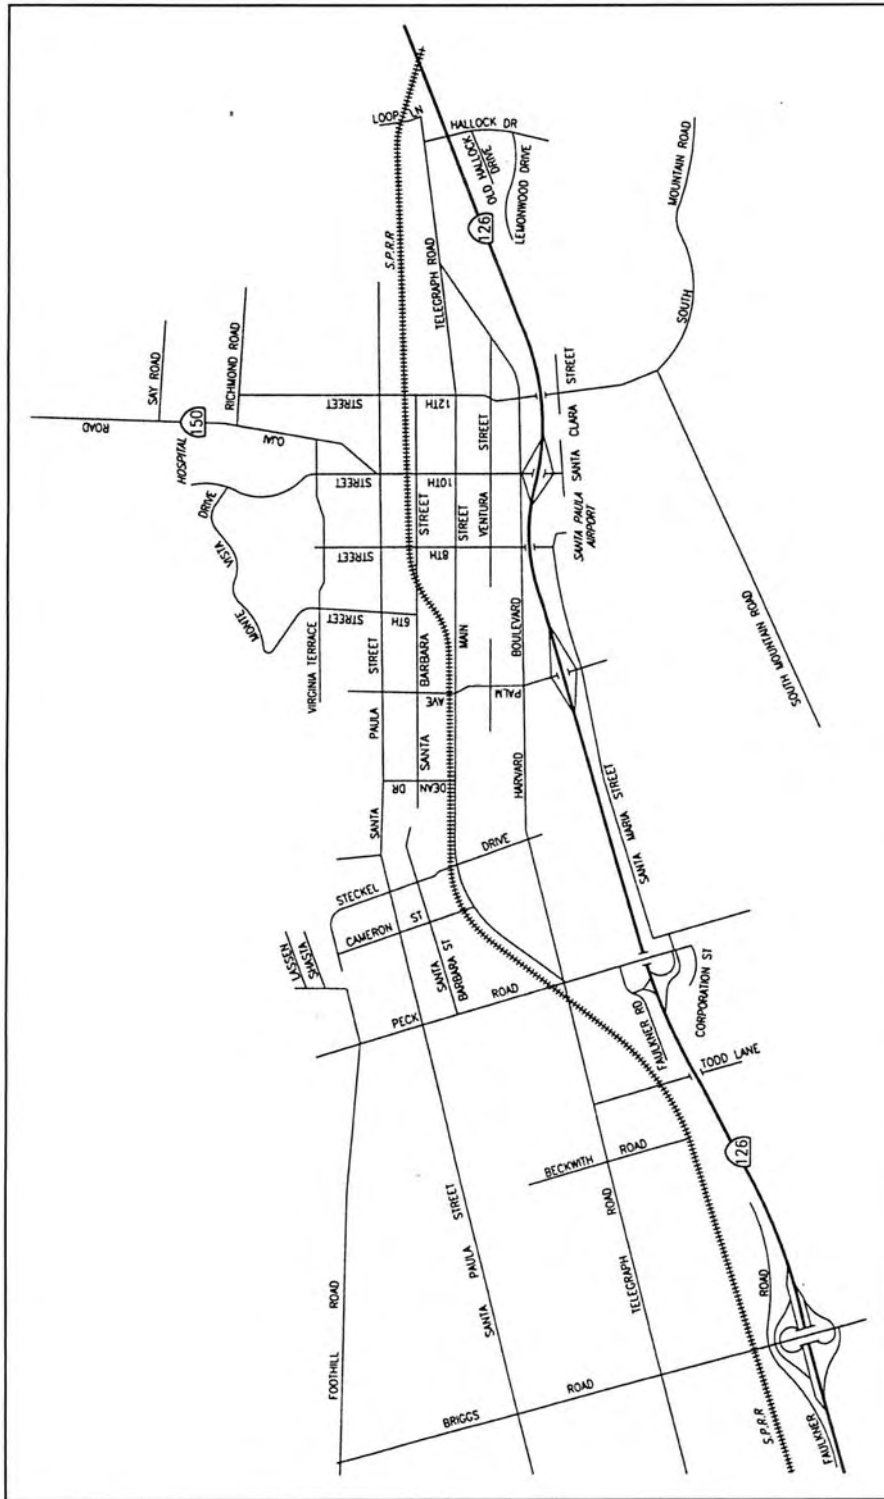 LOOP LN
HALLOCK DR
OLD HALLOCK
DRIVE
LEMONWOOD DRIVE
MOUNTAIN ROAD
SOUTH
126
S.P.R.R
TELEGRAPH ROAD
SAY ROAD
RICHMOND ROAD
150
ROAD
OJAI
HOSPITAL
12TH
STREET
10TH
STREET
8TH
STREET
6TH
STREET
MONTE
VISTA
DRIVE
VIRGINIA TERRACE
SANTA
PAULA
STREET
SANTA
BARBARA
STREET
MAIN
STREET
VENTURA
STREET
HARVARD
BOULEVARD
SANTA CLARA
STREET
SANTA PAULA
AIRPORT
SOUTH MOUNTAIN ROAD
PALM
AVE
DEAN
DR
SANTA MARIA STREET
STECKEL
DRIVE
CAMERON
ST
LASSEN
SHASTA
SANTA
BARBARA ST
PECK
ROAD
FAULKNER RD
CORPORATION ST
TODD LANE
BECKWITH
ROAD
126
FOOTHILL
ROAD
SANTA
PAULA
STREET
TELEGRAPH
ROAD
BRIGGS
ROAD
S.P.R.R
FAULKNER
ROAD